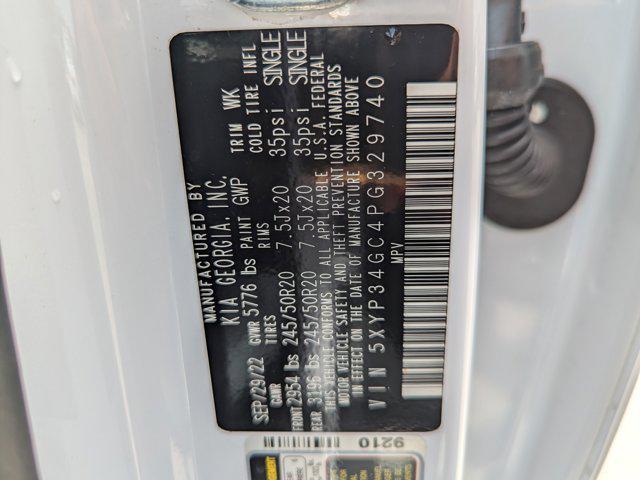 MANUFACTURED BY
KIA GEORGIA, INC.
SEP/29/22 GVWR 5776 lbs PAINT GWP TRIM WK
GAWR TIRES RIMS COLD TIRE INFL
FRONT 2954 lbs 245/50R20 7.5Jx20 35psi SINGLE
REAR 3196 lbs 245/50R20 7.5Jx20 35psi SINGLE
THIS VEHICLE CONFORMS TO ALL APPLICABLE U.S.A. FEDERAL
MOTOR VEHICLE SAFETY AND THEFT PREVENTION STANDARDS
IN EFFECT ON THE DATE OF MANUFACTURE SHOWN ABOVE
VIN 5XYP34GC4PG329740
MPV
9210